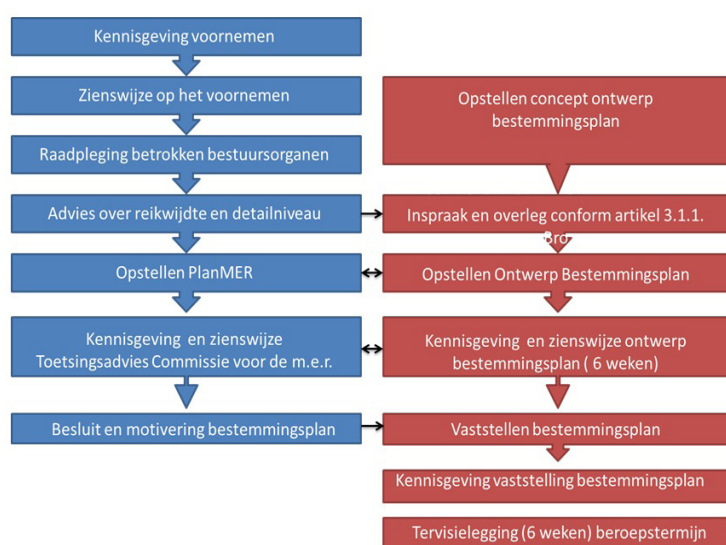 Kennisgeving voornemen
Zienswijze op het voornemen
Raadpleging betrokken bestuursorganen
Advies over reikwijdte en detailniveau
Opstellen PlanMER
Kennisgeving en zienswijze
Toetsingsadvies Commissie voor de m.e.r.
Besluit en motivering bestemmingsplan
Opstellen concept ontwerp
bestemmingsplan
Inspraak en overleg conform artikel 3.1.1.
Bro
Opstellen Ontwerp Bestemmingsplan
Kennisgeving en zienswijze ontwerp
bestemmingsplan ( 6 weken)
Vaststellen bestemmingsplan
Kennisgeving vaststelling bestemmingsplan
Tervisielegging (6 weken) beroepstermijn